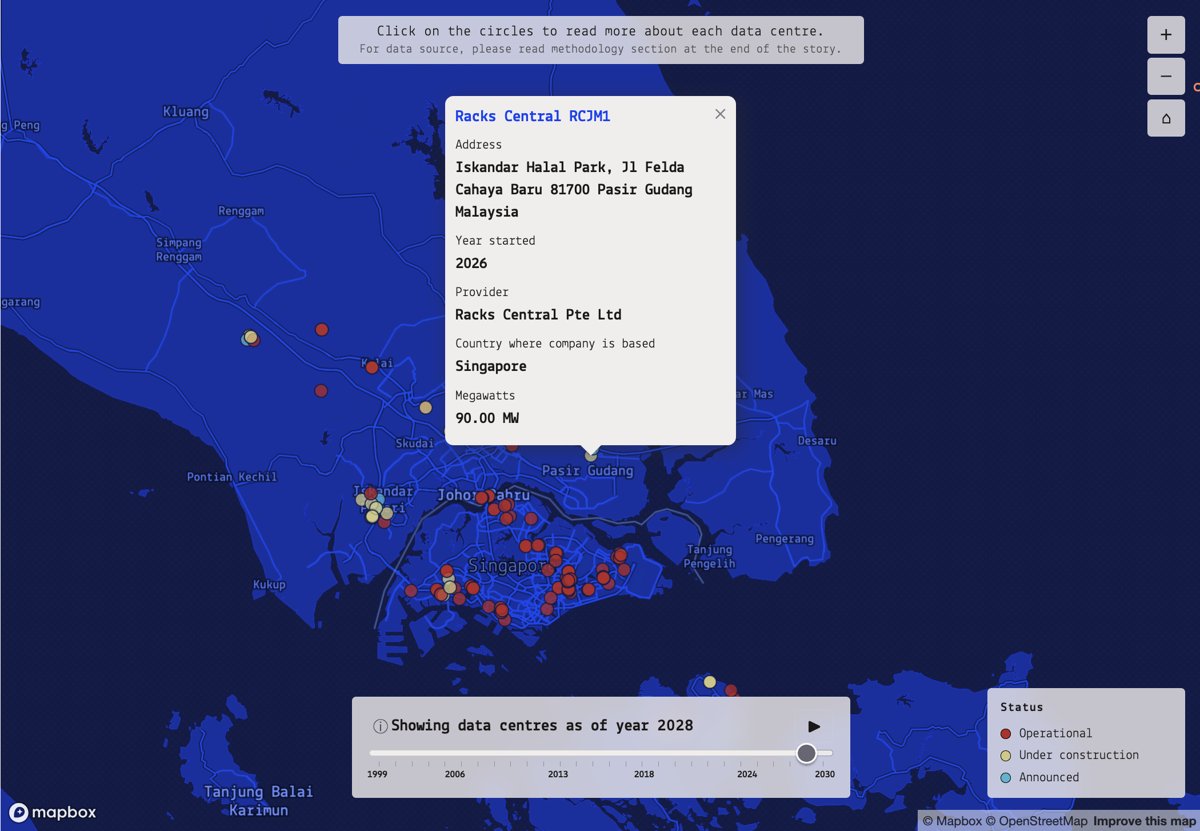 Click on the circles to read more about each data centre.
For data source, please read methodology section at the end of the story.
+
−
Kluang
g Peng
Renggam
Simpang
Renggam
garang
Racks Central RCJM1
×
Address
Iskandar Halal Park, Jl Felda
Cahaya Baru 81700 Pasir Gudang
Malaysia
Year started
2026
Provider
Racks Central Pte Ltd
Country where company is based
Singapore
Megawatts
90.00 MW
ar Mas
Skudai
Desaru
Pasir Gudang
Pontian Kechil
Iskandar
Johor Bahru
Pengerang
Tanjung
Pengelih
Singapor
Kukup
ⓘ Showing data centres as of year 2028
1999 2006 2013 2018 2024 2030
Status
Operational
Under construction
Announced
Tanjung Balai
Karimun
mapbox
© Mapbox © OpenStreetMap Improve this map